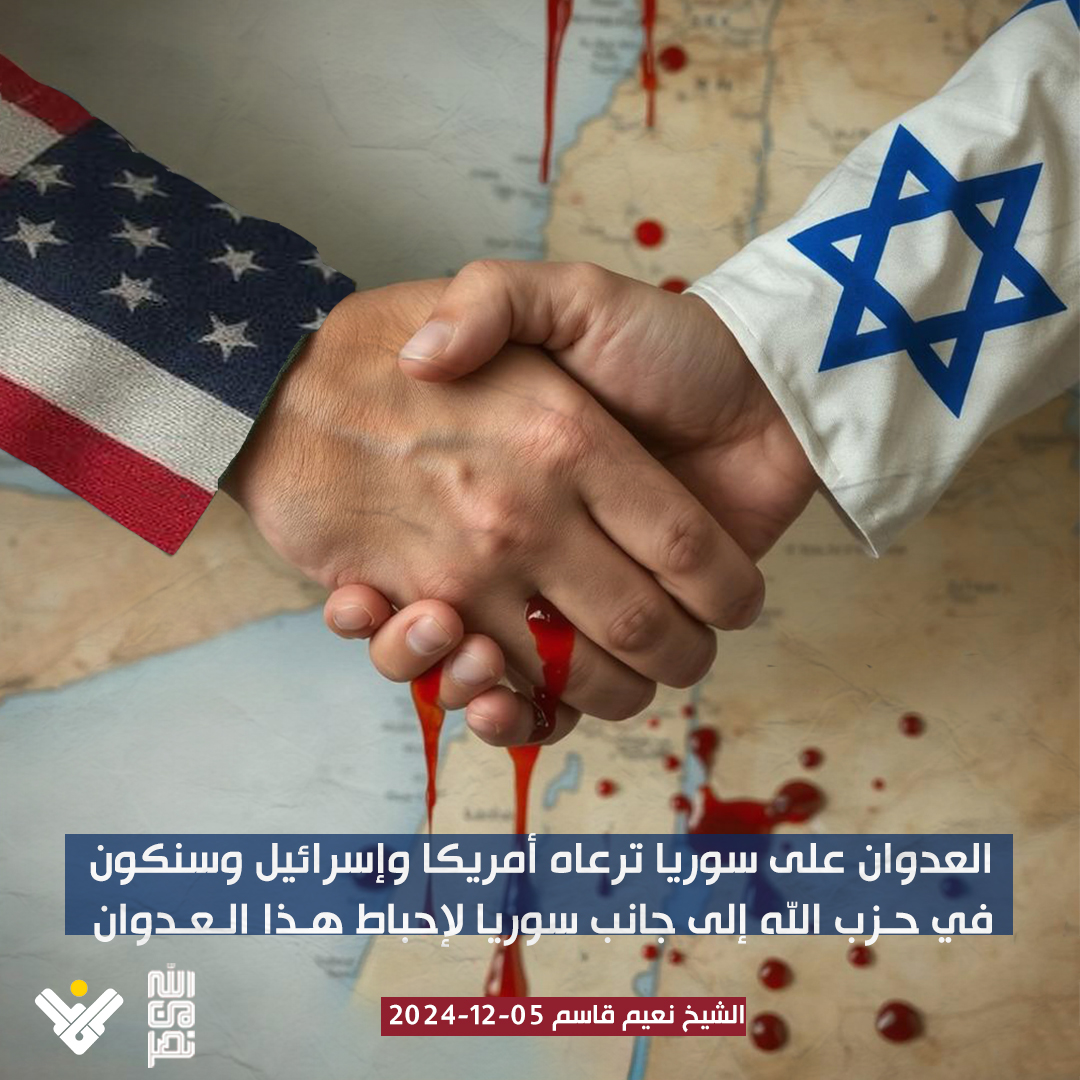 العدوان على سوريا ترعاه أمريكا وإسرائيل وسنكون
في حزب الله إلى جانب سوريا لإحباط هذا العدوان
الشيخ نعيم قاسم 05-12-2024